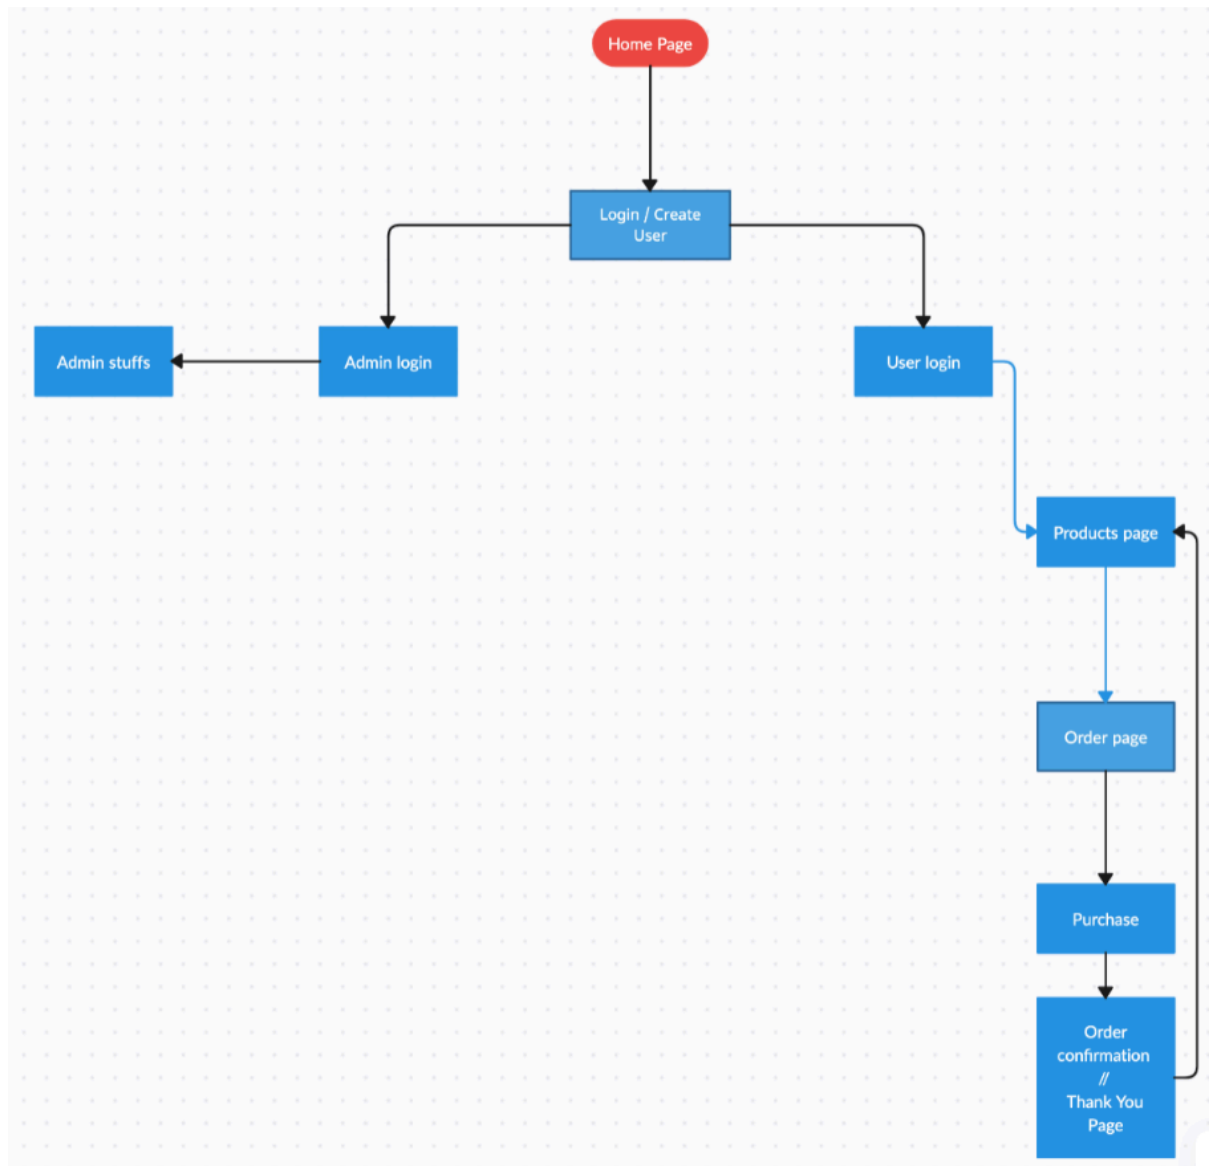 Home Page
Login / Create
User
Admin stuffs
Admin login
User login
Products page
Order page
Purchase
Order
confirmation
//
Thank You
Page